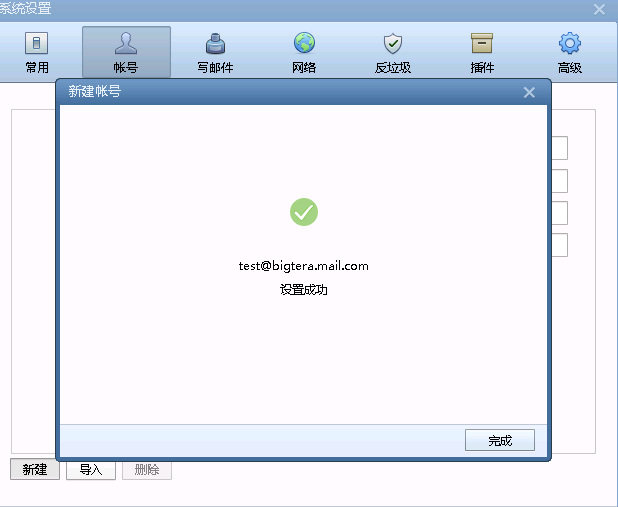 系统设置
常用 帐号 写邮件 网络 反垃圾 插件 高级
新建帐号
test@bigtera.mail.com
设置成功
完成
新建 导入 删除